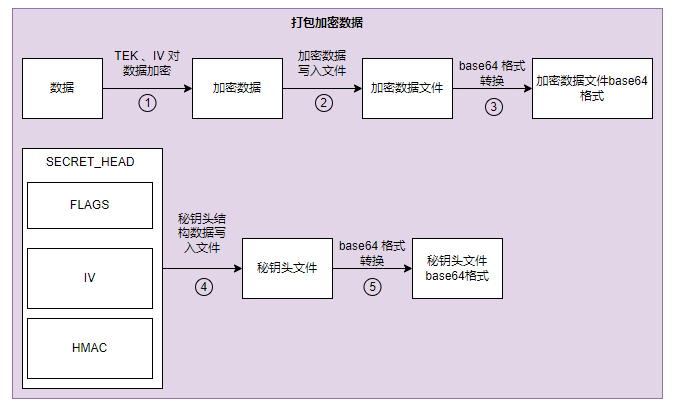 打包加密数据
TEK 、IV 对
数据加密
加密数据
写入文件
base64 格式
转换
数据
加密数据
加密数据文件
加密数据文件base64
格式
①
②
③
SECRET_HEAD
FLAGS
IV
HMAC
秘钥头结
构数据写
入文件
④
秘钥头文件
base64 格式
转换
⑤
秘钥头文件
base64格式